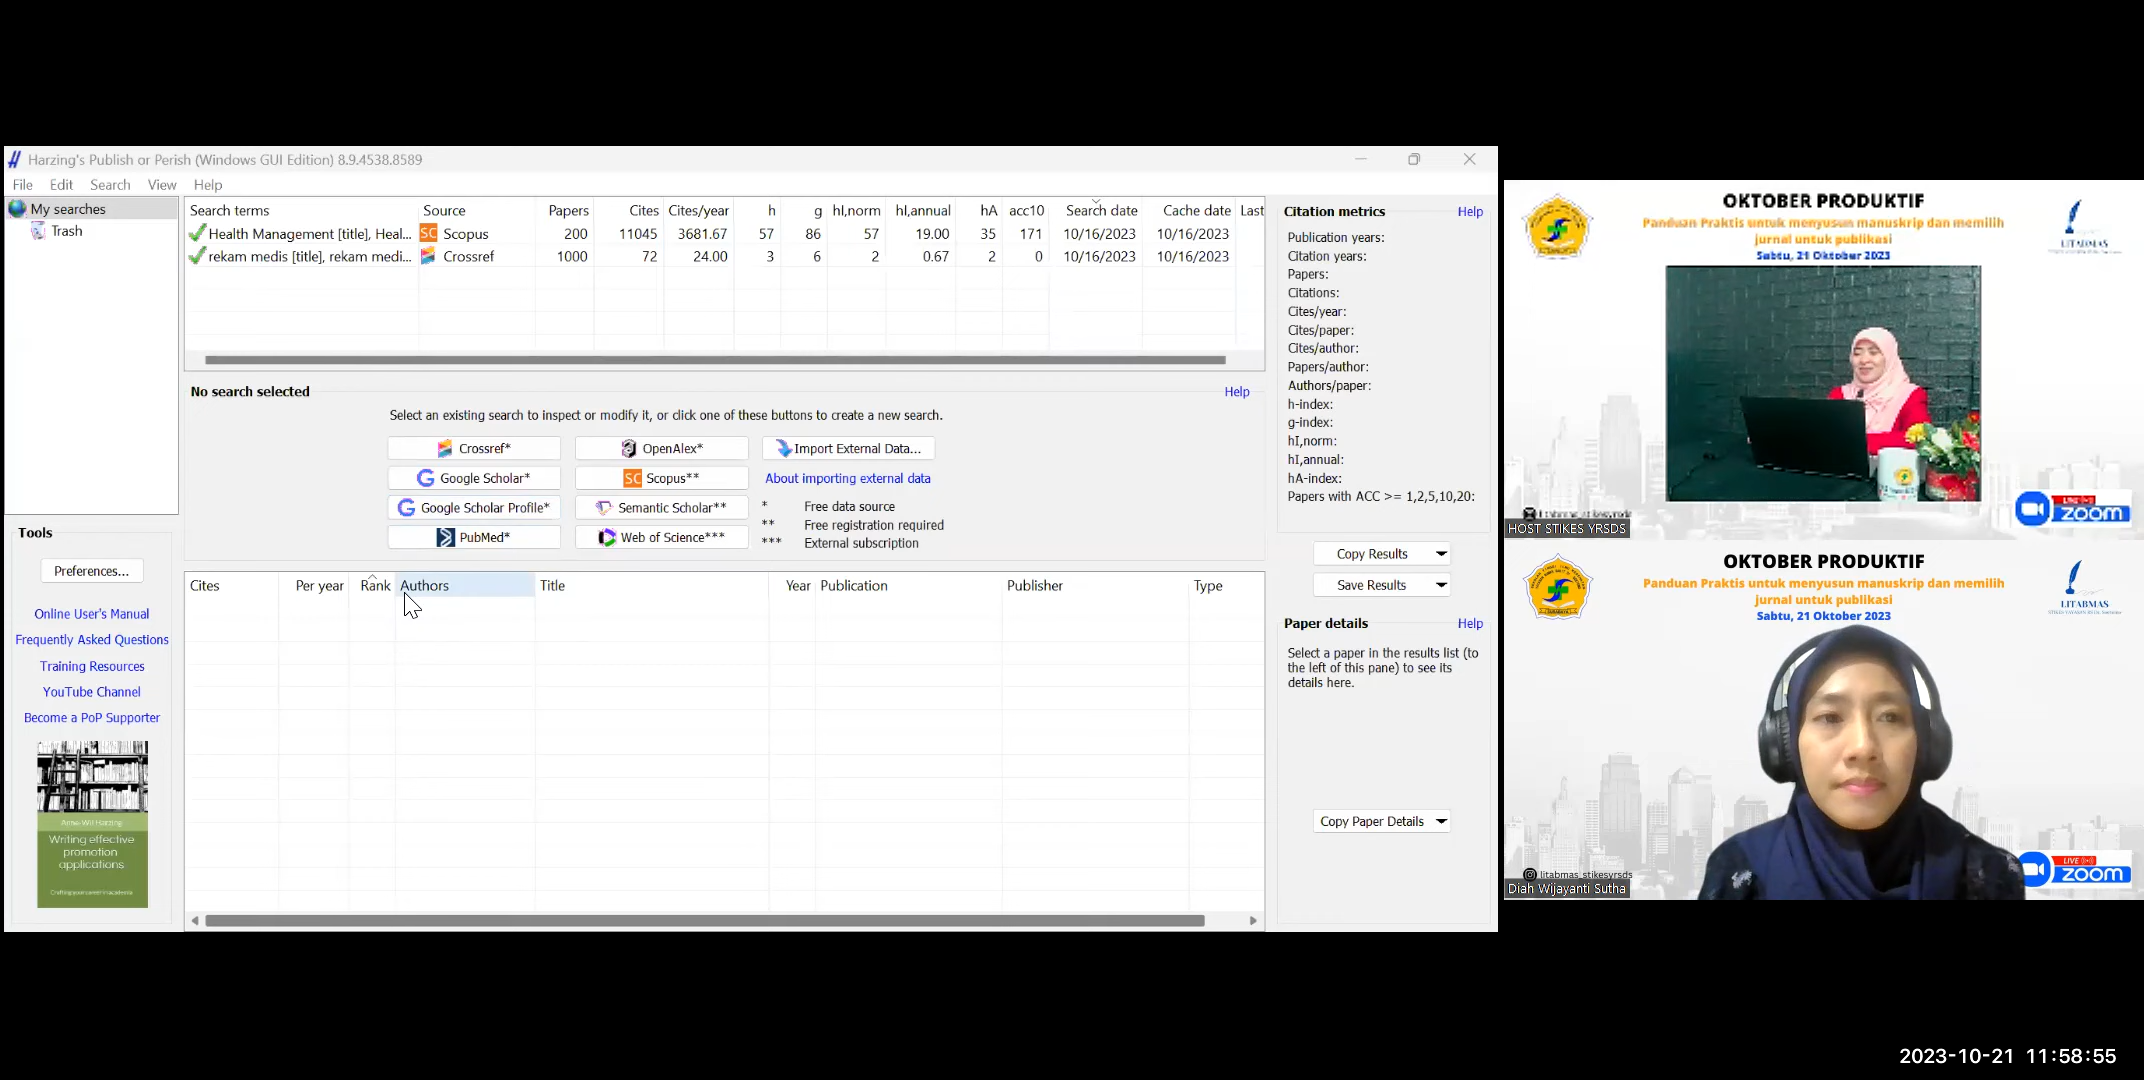 Harzing's Publish or Perish (Windows GUI Edition) 8.9.4538.8589
File Edit Search View Help
My searches
Trash
Search terms Source Papers Cites Cites/year h g hI,norm hI,annual hA acc10 Search date Cache date Last
Health Management [title], Heal... SC Scopus 200 11045 3681.67 57 86 57 19.00 35 171 10/16/2023 10/16/2023
rekam medis [title], rekam medi... Crossref 1000 72 24.00 3 6 2 0.67 2 0 10/16/2023 10/16/2023
No search selected Help
Select an existing search to inspect or modify it, or click one of these buttons to create a new search.
Crossref* OpenAlex* Import External Data...
Google Scholar* SC Scopus** About importing external data
Google Scholar Profile* Semantic Scholar** * Free data source
** Free registration required
PubMed* Web of Science*** *** External subscription
Cites Per year Rank Authors Title Year Publication Publisher Type
Citation metrics Help
Publication years:
Citation years:
Papers:
Citations:
Cites/year:
Cites/paper:
Cites/author:
Papers/author:
Authors/paper:
h-index:
g-index:
hI,norm:
hI,annual:
hA-index:
Papers with ACC >= 1,2,5,10,20:
Copy Results
Save Results
Paper details Help
Select a paper in the results list (to
the left of this pane) to see its
details here.
Copy Paper Details
Tools
Preferences...
Online User's Manual
Frequently Asked Questions
Training Resources
YouTube Channel
Become a PoP Supporter
Anne-Wil Harzing
Writing effective
promotion
applications
Crafting your career in academia
OKTOBER PRODUKTIF
Panduan Praktis untuk menyusun manuskrip dan memilih
jurnal untuk publikasi
Sabtu, 21 Oktober 2023
LITABMAS
LIVE
zoom
HOST STIKES YRSDS
OKTOBER PRODUKTIF
Panduan Praktis untuk menyusun manuskrip dan memilih
jurnal untuk publikasi
Sabtu, 21 Oktober 2023
LITABMAS
litabmas_stikesyrsds
LIVE
zoom
Diah Wijayanti Sutha
2023-10-21 11:58:55